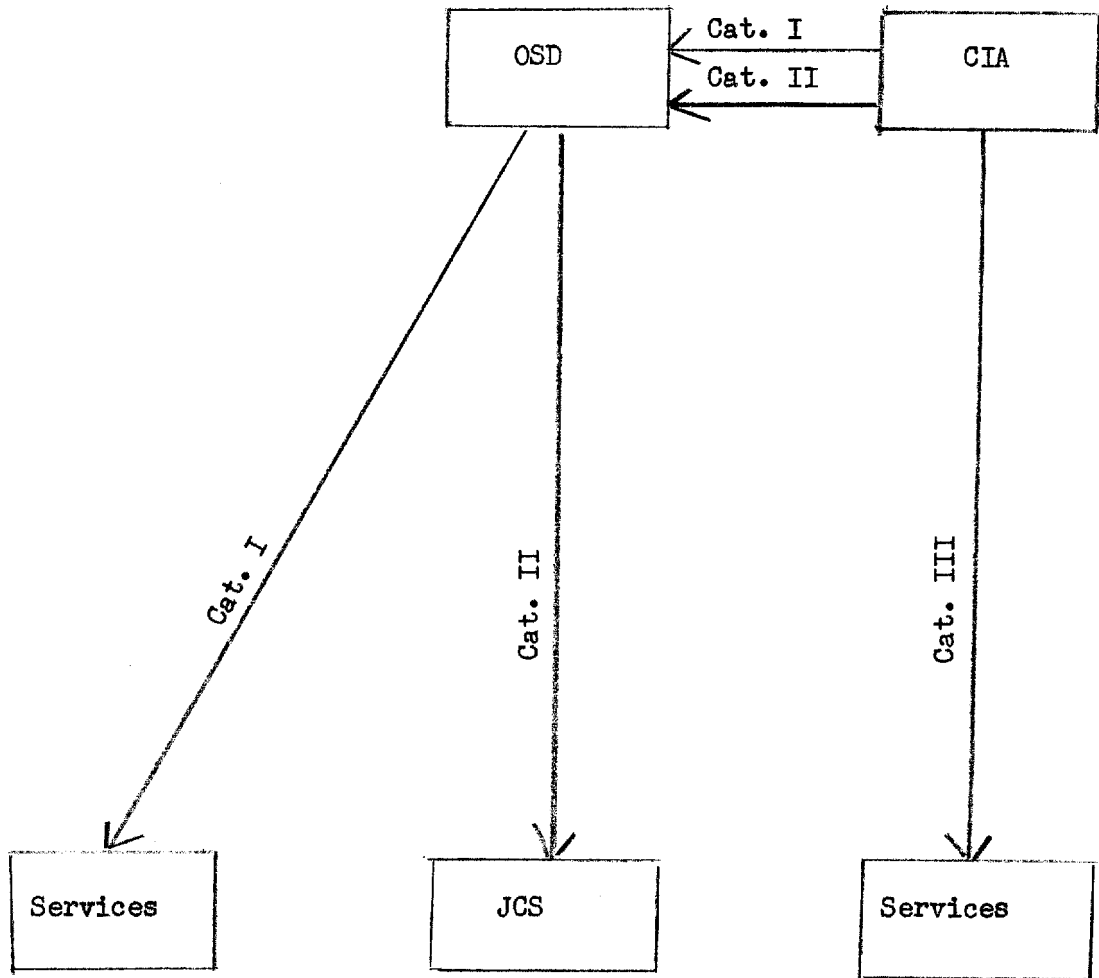 OSD
Cat. I
Cat. II
CIA
Cat. I
Cat. II
Cat. III
Services
JCS
Services